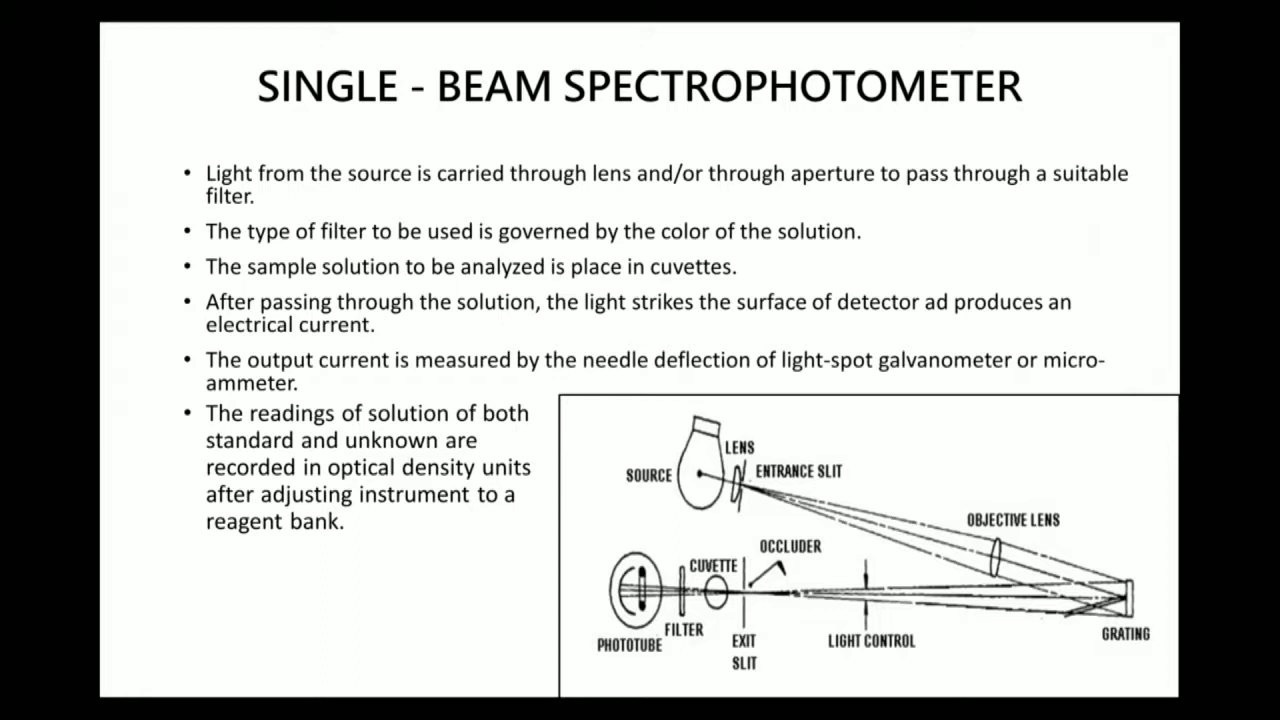 SINGLE - BEAM SPECTROPHOTOMETER
• Light from the source is carried through lens and/or through aperture to pass through a suitable
filter.
• The type of filter to be used is governed by the color of the solution.
• The sample solution to be analyzed is place in cuvettes.
• After passing through the solution, the light strikes the surface of detector ad produces an
electrical current.
• The output current is measured by the needle deflection of light-spot galvanometer or micro-
ammeter.
• The readings of solution of both
standard and unknown are
recorded in optical density units
after adjusting instrument to a
reagent bank.
LENS
SOURCE
ENTRANCE SLIT
OBJECTIVE LENS
OCCLUDER
CUVETTE
FILTER
PHOTOTUBE
EXIT
SLIT
LIGHT CONTROL
GRATING